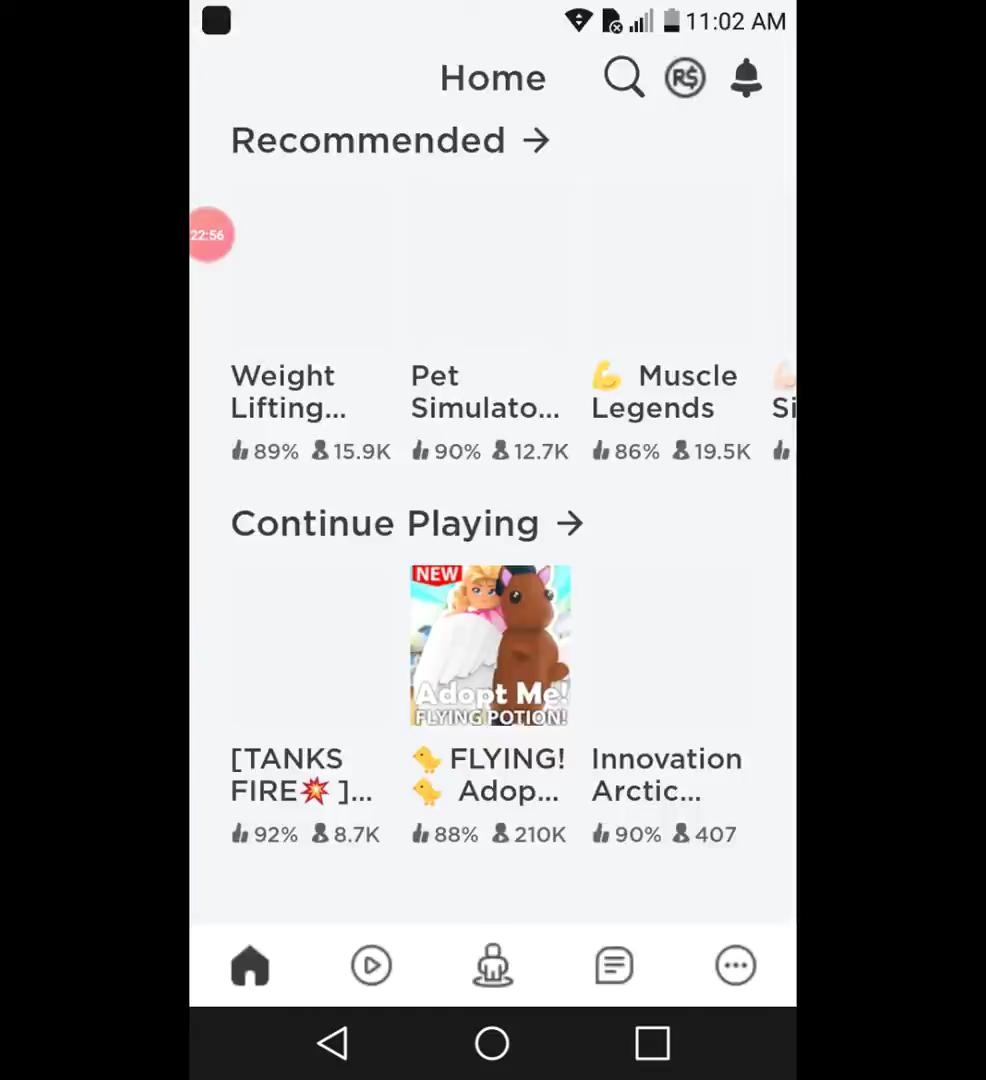 11:02 AM
Home
R$
Recommended →
22:56
Weight Lifting...
89% 15.9K
Pet Simulato...
90% 12.7K
💪 Muscle Legends
86% 19.5K
Si
Continue Playing →
NEW
Adopt Me!
FLYING POTION!
[TANKS FIRE💥 ]...
92% 8.7K
🐤 FLYING! 🐤 Adop...
88% 210K
Innovation Arctic...
90% 407